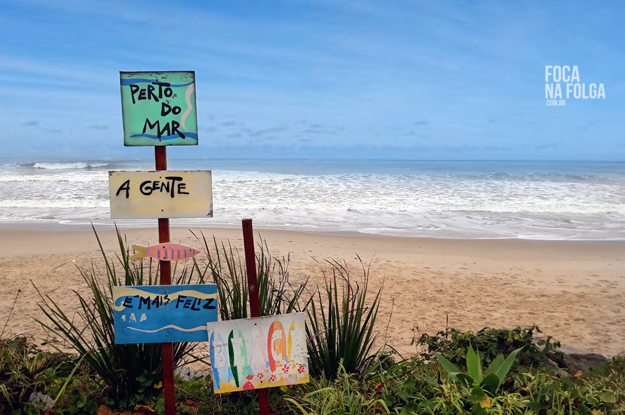 PERTO
DO
MAR
A GENTE
E MAIS FELIZ
FOCA
NA FOLGA
.COM.BR